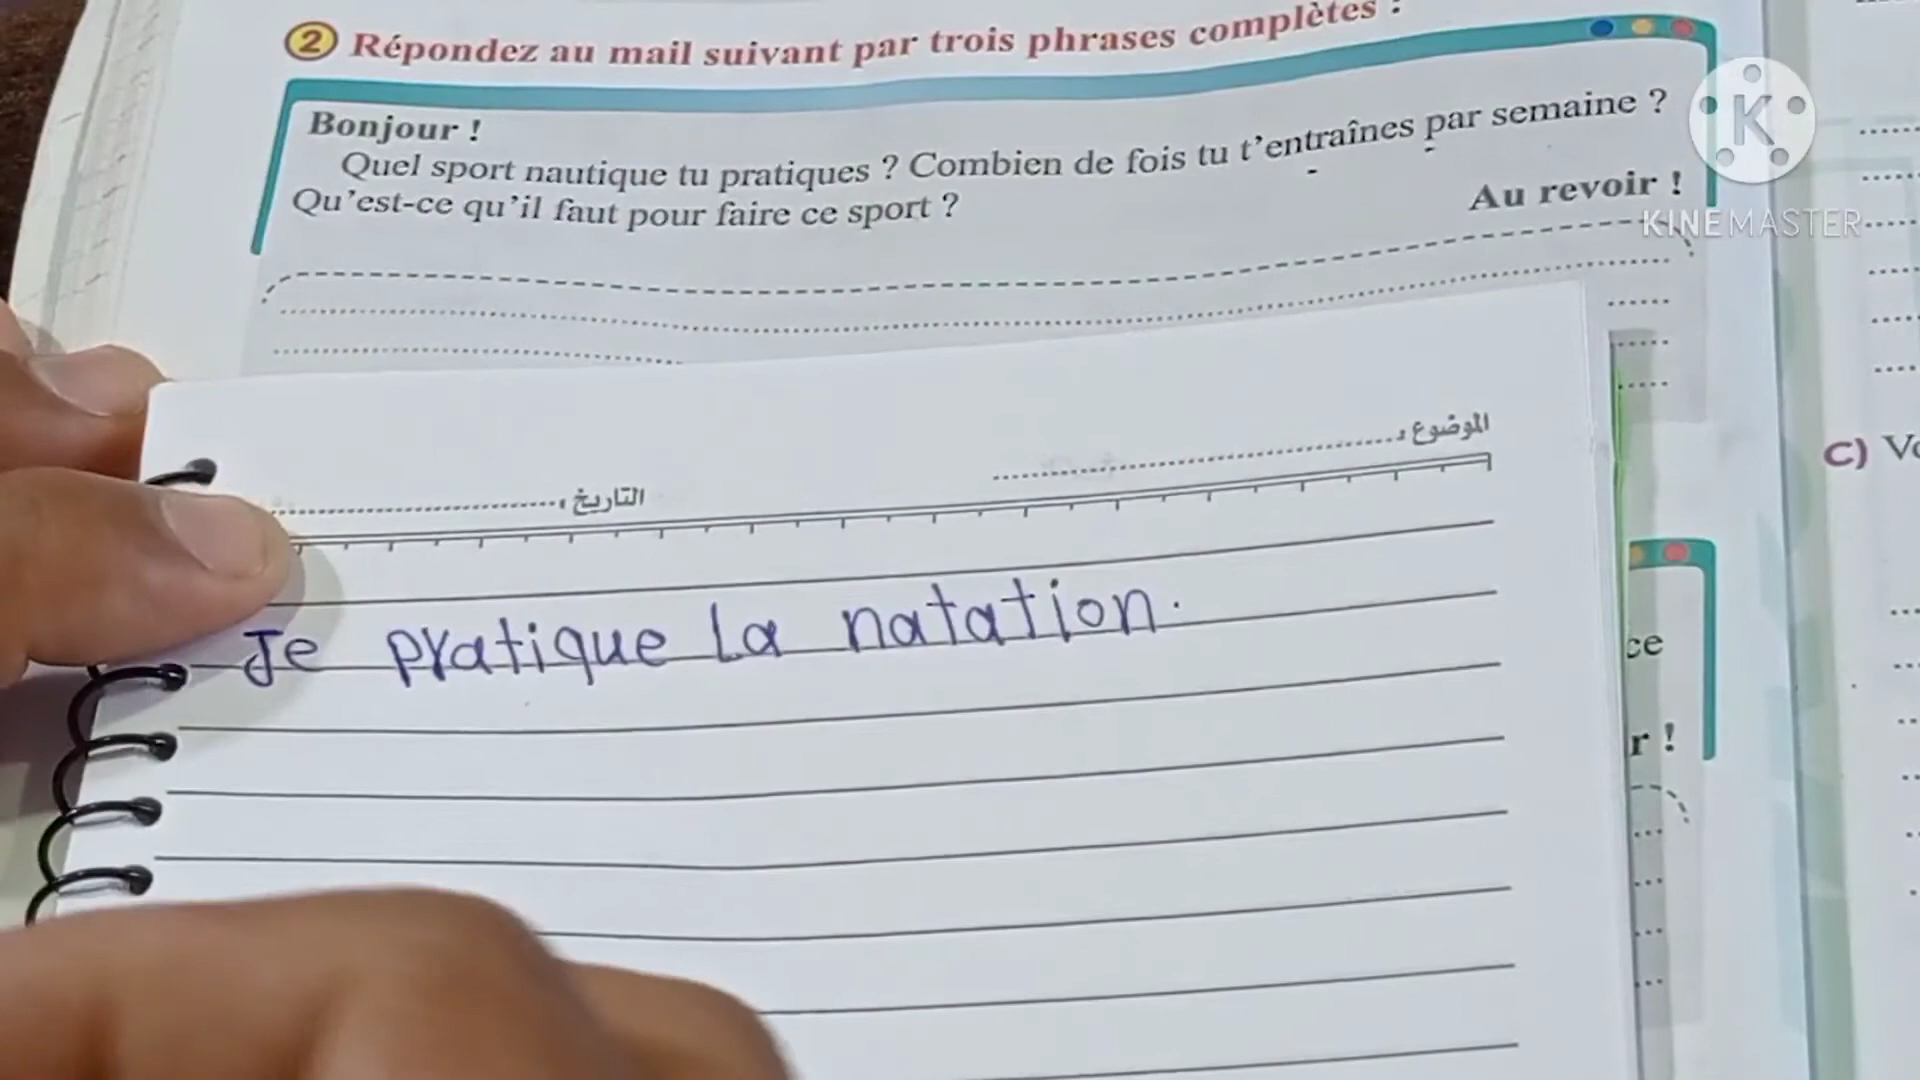 2 Répondez au mail suivant par trois phrases complètes :
Bonjour !
Quel sport nautique tu pratiques ? Combien de fois tu t'entraînes par semaine ?
Qu'est-ce qu'il faut pour faire ce sport ?
Au revoir !
K
KINEMASTER
الموضوع :
التاريخ :
Je pratique la natation.
C)
ce
r !